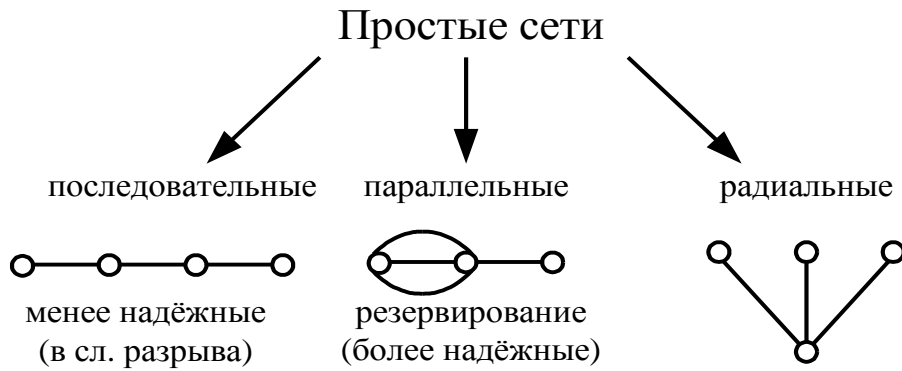 Простые сети
последовательные
параллельные
радиальные
менее надёжные
(в сл. разрыва)
резервирование
(более надёжные)